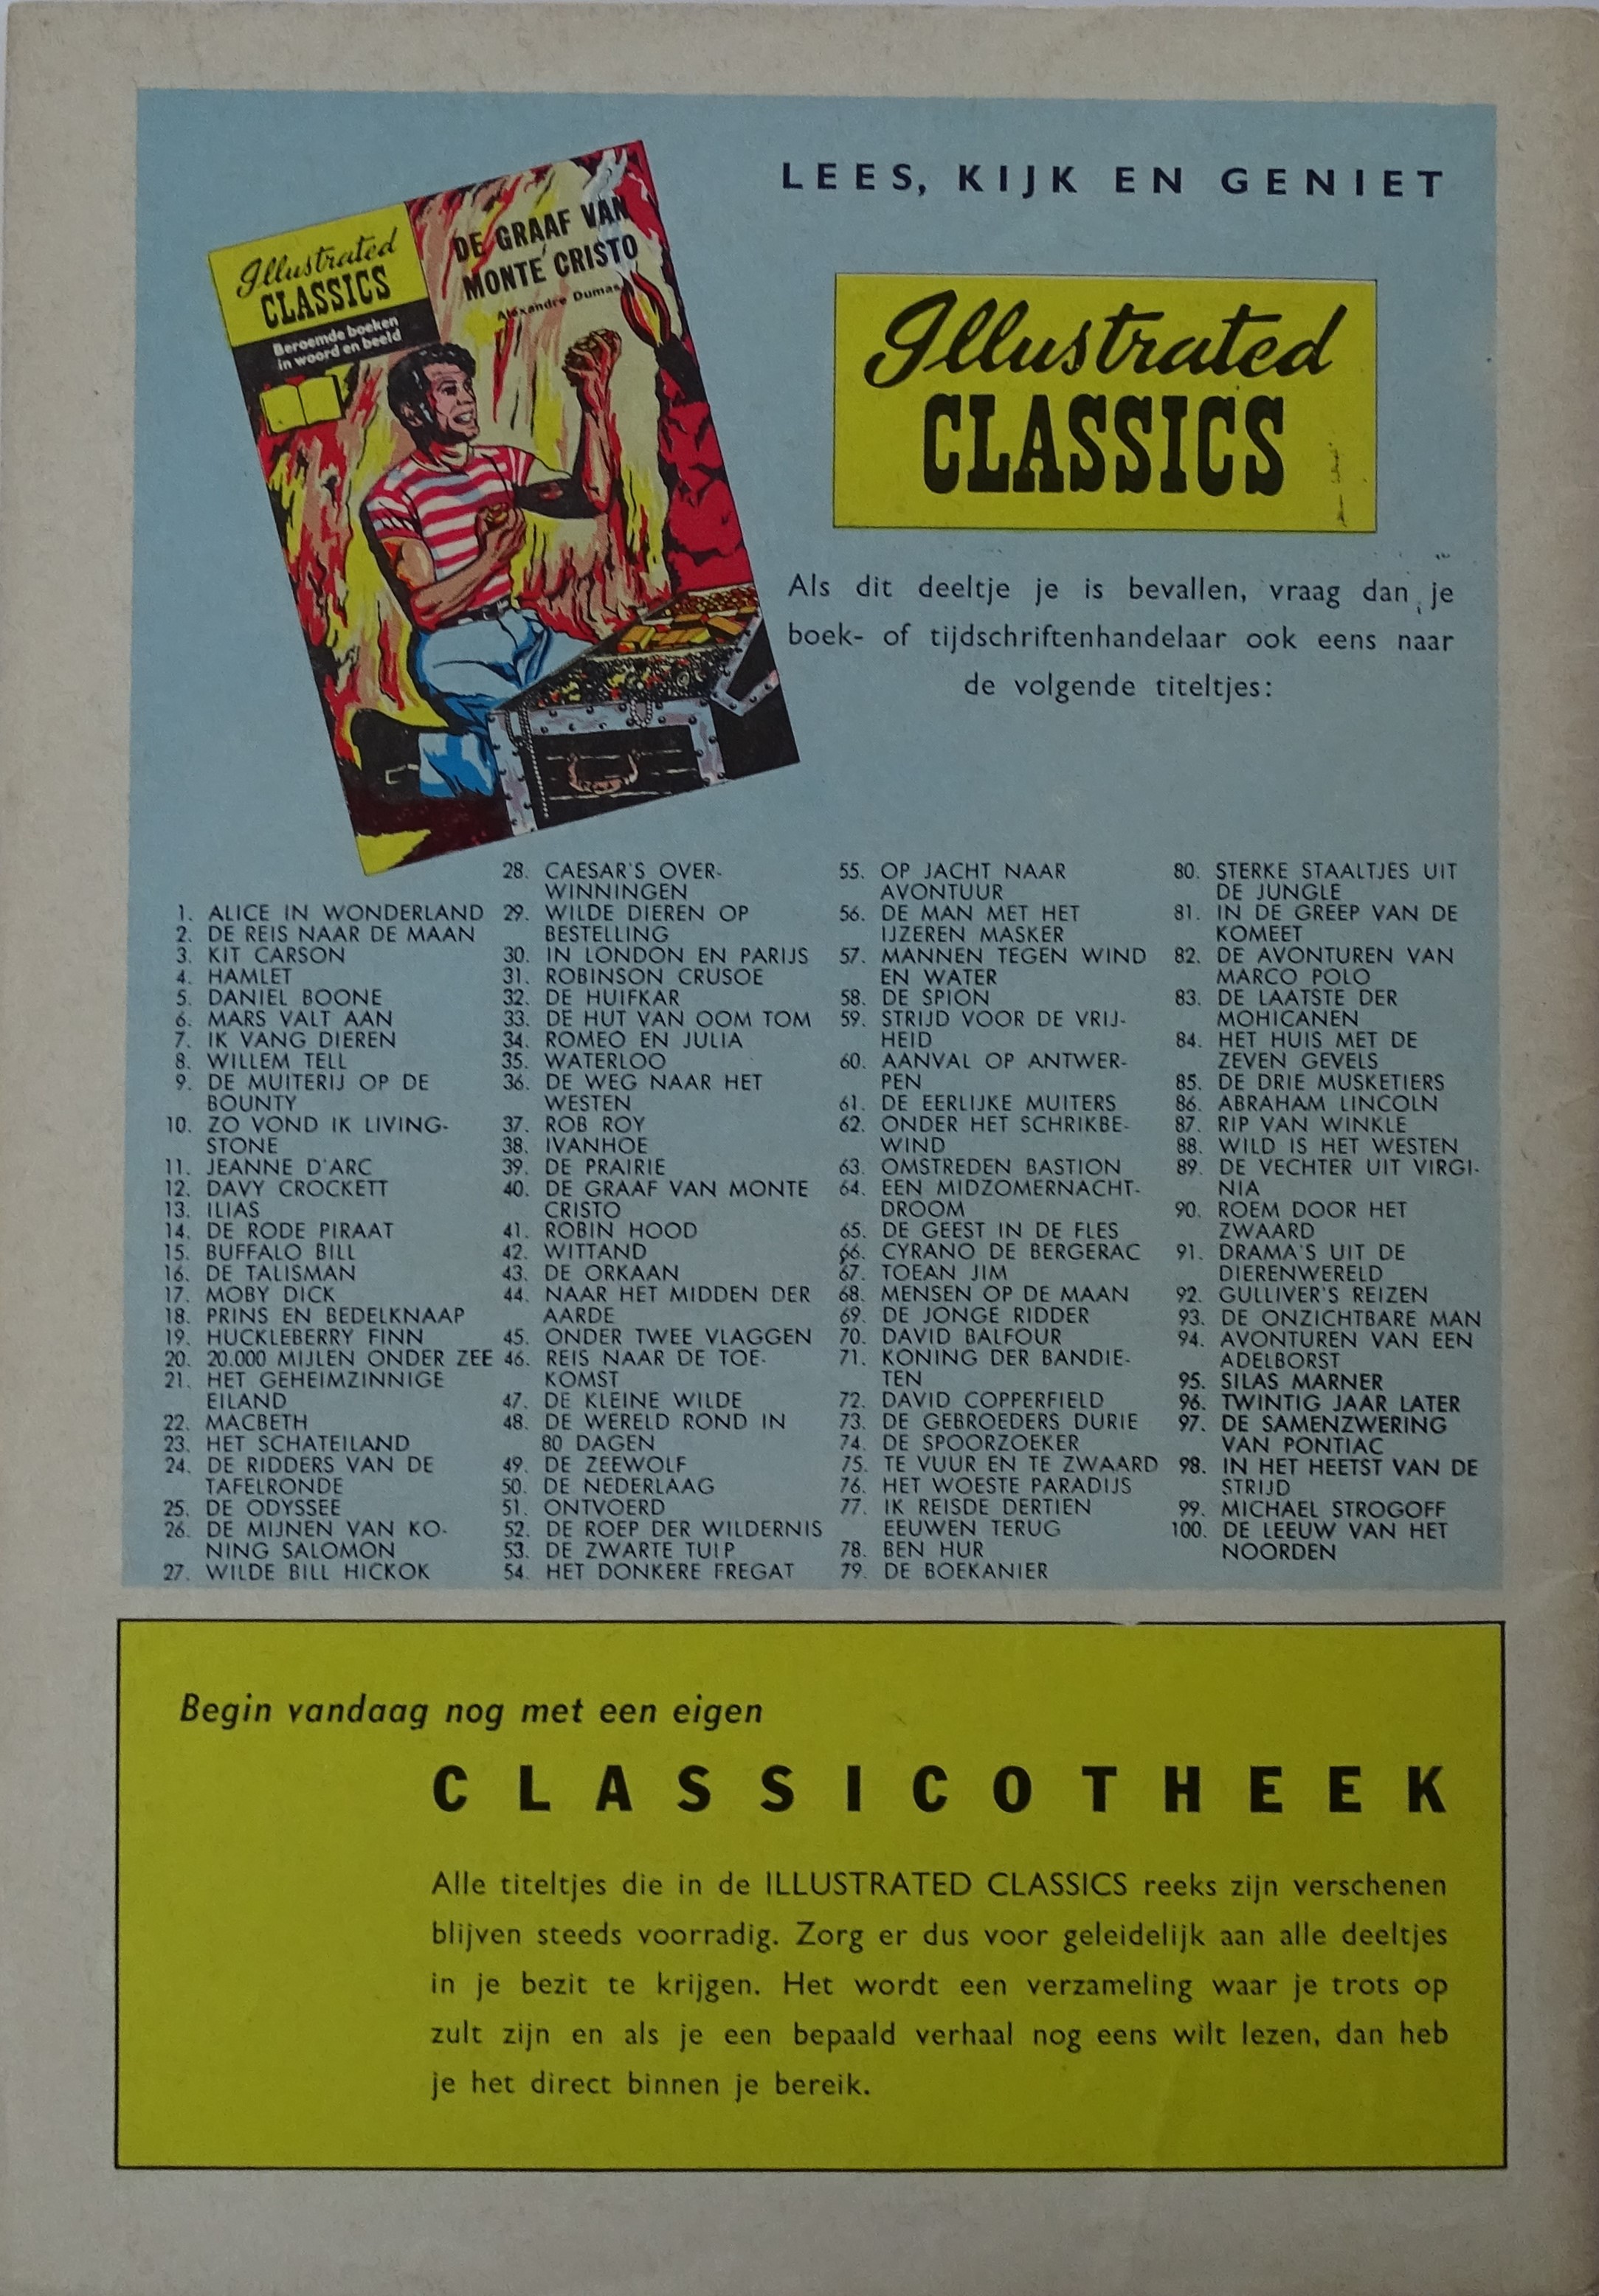 LEES, KIJK EN GENIET
Illustrated
CLASSICS
Beroemde boeken
in woord en beeld
DE GRAAF VAN
MONTE CRISTO
Alexandre Dumas
Illustrated
CLASSICS
Als dit deeltje je is bevallen, vraag dan je
boek- of tijdschriftenhandelaar ook eens naar
de volgende titeltjes:
1. ALICE IN WONDERLAND
2. DE REIS NAAR DE MAAN
3. KIT CARSON
4. HAMLET
5. DANIEL BOONE
6. MARS VALT AAN
7. IK VANG DIEREN
8. WILLEM TELL
9. DE MUITERIJ OP DE
BOUNTY
10. ZO VOND IK LIVING-
STONE
11. JEANNE D'ARC
12. DAVY CROCKETT
13. ILIAS
14. DE RODE PIRAAT
15. BUFFALO BILL
16. DE TALISMAN
17. MOBY DICK
18. PRINS EN BEDELKNAAP
19. HUCKLEBERRY FINN
20. 20.000 MIJLEN ONDER ZEE
21. HET GEHEIMZINNIGE
EILAND
22. MACBETH
23. HET SCHATEILAND
24. DE RIDDERS VAN DE
TAFELRONDE
25. DE ODYSSEE
26. DE MIJNEN VAN KO-
NING SALOMON
27. WILDE BILL HICKOK
28. CAESAR'S OVER-
WINNINGEN
29. WILDE DIEREN OP
BESTELLING
30. IN LONDON EN PARIJS
31. ROBINSON CRUSOE
32. DE HUIFKAR
33. DE HUT VAN OOM TOM
34. ROMEO EN JULIA
35. WATERLOO
36. DE WEG NAAR HET
WESTEN
37. ROB ROY
38. IVANHOE
39. DE PRAIRIE
40. DE GRAAF VAN MONTE
CRISTO
41. ROBIN HOOD
42. WITTAND
43. DE ORKAAN
44. NAAR HET MIDDEN DER
AARDE
45. ONDER TWEE VLAGGEN
46. REIS NAAR DE TOE-
KOMST
47. DE KLEINE WILDE
48. DE WERELD ROND IN
80 DAGEN
49. DE ZEEWOLF
50. DE NEDERLAAG
51. ONTVOERD
52. DE ROEP DER WILDERNIS
53. DE ZWARTE TULP
54. HET DONKERE FREGAT
55. OP JACHT NAAR
AVONTUUR
56. DE MAN MET HET
IJZEREN MASKER
57. MANNEN TEGEN WIND
EN WATER
58. DE SPION
59. STRIJD VOOR DE VRIJ-
HEID
60. AANVAL OP ANTWER-
PEN
61. DE EERLIJKE MUITERS
62. ONDER HET SCHRIKBE-
WIND
63. OMSTREDEN BASTION
64. EEN MIDZOMERNACHT-
DROOM
65. DE GEEST IN DE FLES
66. CYRANO DE BERGERAC
67. TOEAN JIM
68. MENSEN OP DE MAAN
69. DE JONGE RIDDER
70. DAVID BALFOUR
71. KONING DER BANDIE-
TEN
72. DAVID COPPERFIELD
73. DE GEBROEDERS DURIE
74. DE SPOORZOEKER
75. TE VUUR EN TE ZWAARD
76. HET WOESTE PARADIJS
77. IK REISDE DERTIEN
EEUWEN TERUG
78. BEN HUR
79. DE BOEKANIER
80. STERKE STAALTJES UIT
DE JUNGLE
81. IN DE GREEP VAN DE
KOMEET
82. DE AVONTUREN VAN
MARCO POLO
83. DE LAATSTE DER
MOHICANEN
84. HET HUIS MET DE
ZEVEN GEVELS
85. DE DRIE MUSKETIERS
86. ABRAHAM LINCOLN
87. RIP VAN WINKLE
88. WILD IS HET WESTEN
89. DE VECHTER UIT VIRGI-
NIA
90. ROEM DOOR HET
ZWAARD
91. DRAMA'S UIT DE
DIERENWERELD
92. GULLIVER'S REIZEN
93. DE ONZICHTBARE MAN
94. AVONTUREN VAN EEN
ADELBORST
95. SILAS MARNER
96. TWINTIG JAAR LATER
97. DE SAMENZWERING
VAN PONTIAC
98. IN HET HEETST VAN DE
STRIJD
99. MICHAEL STROGOFF
100. DE LEEUW VAN HET
NOORDEN
Begin vandaag nog met een eigen
CLASSICOTHEEK
Alle titeltjes die in de ILLUSTRATED CLASSICS reeks zijn verschenen
blijven steeds voorradig. Zorg er dus voor geleidelijk aan alle deeltjes
in je bezit te krijgen. Het wordt een verzameling waar je trots op
zult zijn en als je een bepaald verhaal nog eens wilt lezen, dan heb
je het direct binnen je bereik.